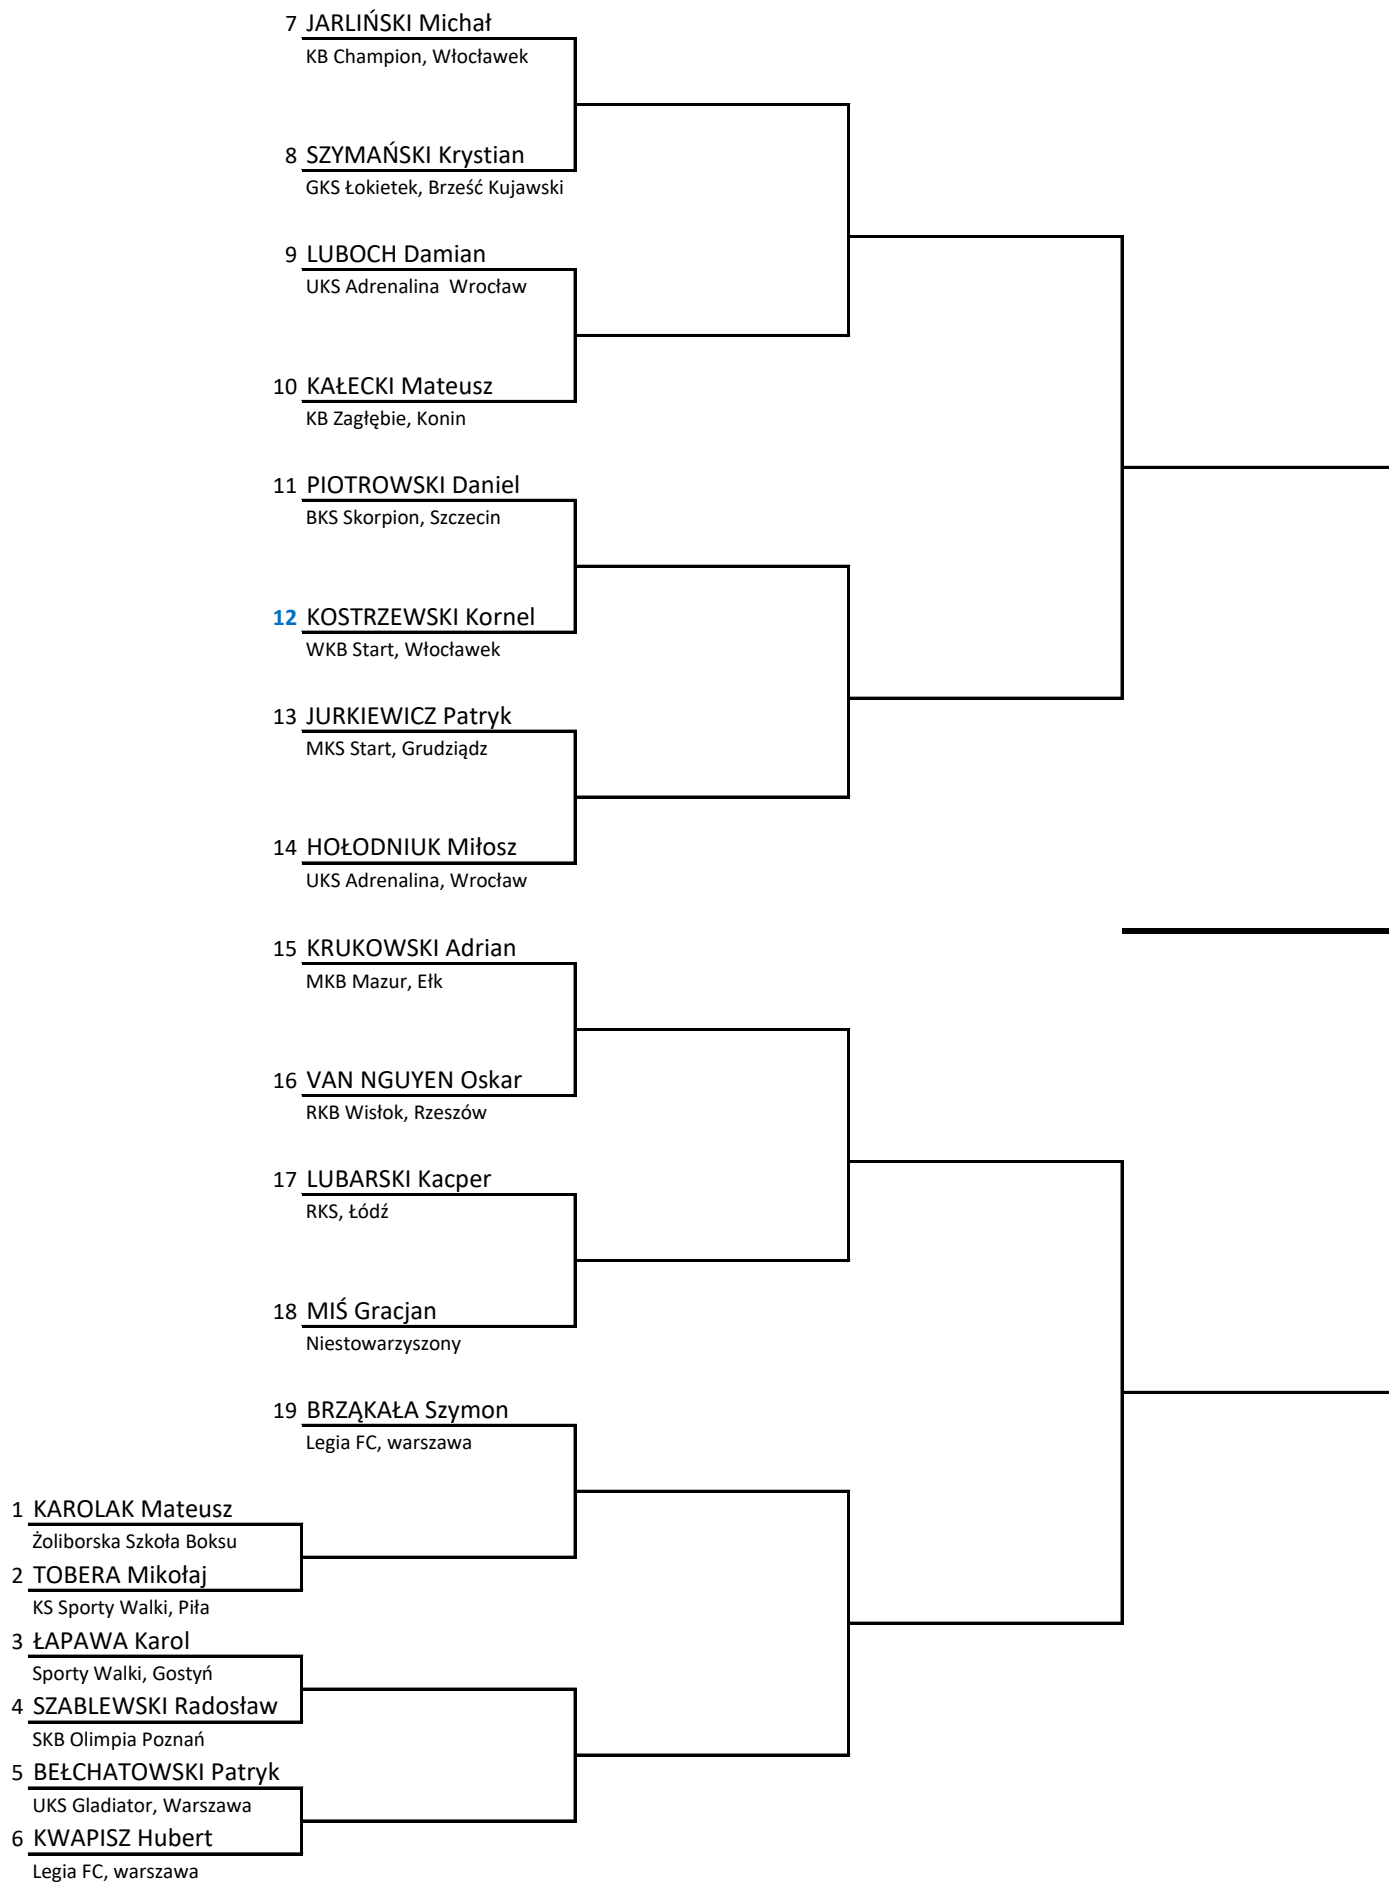 7 JARLIŃSKI Michał
KB Champion, Włocławek
8 SZYMAŃSKI Krystian
GKS Łokietek, Brześć Kujawski
9 LUBOCH Damian
UKS Adrenalina  Wrocław
10 KAŁECKI Mateusz
KB Zagłębie, Konin
11 PIOTROWSKI Daniel
BKS Skorpion, Szczecin
12 KOSTRZEWSKI Kornel
WKB Start, Włocławek
13 JURKIEWICZ Patryk
MKS Start, Grudziądz
14 HOŁODNIUK Miłosz
UKS Adrenalina, Wrocław
15 KRUKOWSKI Adrian
MKB Mazur, Ełk
16 VAN NGUYEN Oskar
RKB Wisłok, Rzeszów
17 LUBARSKI Kacper
RKS, Łódź
18 MIŚ Gracjan
Niestowarzyszony
19 BRZĄKAŁA Szymon
Legia FC, warszawa
1 KAROLAK Mateusz
Żoliborska Szkoła Boksu
2 TOBERA Mikołaj
KS Sporty Walki, Piła
3 ŁAPAWA Karol
Sporty Walki, Gostyń
4 SZABLEWSKI Radosław
SKB Olimpia Poznań
5 BEŁCHATOWSKI Patryk
UKS Gladiator, Warszawa
6 KWAPISZ Hubert
Legia FC, warszawa